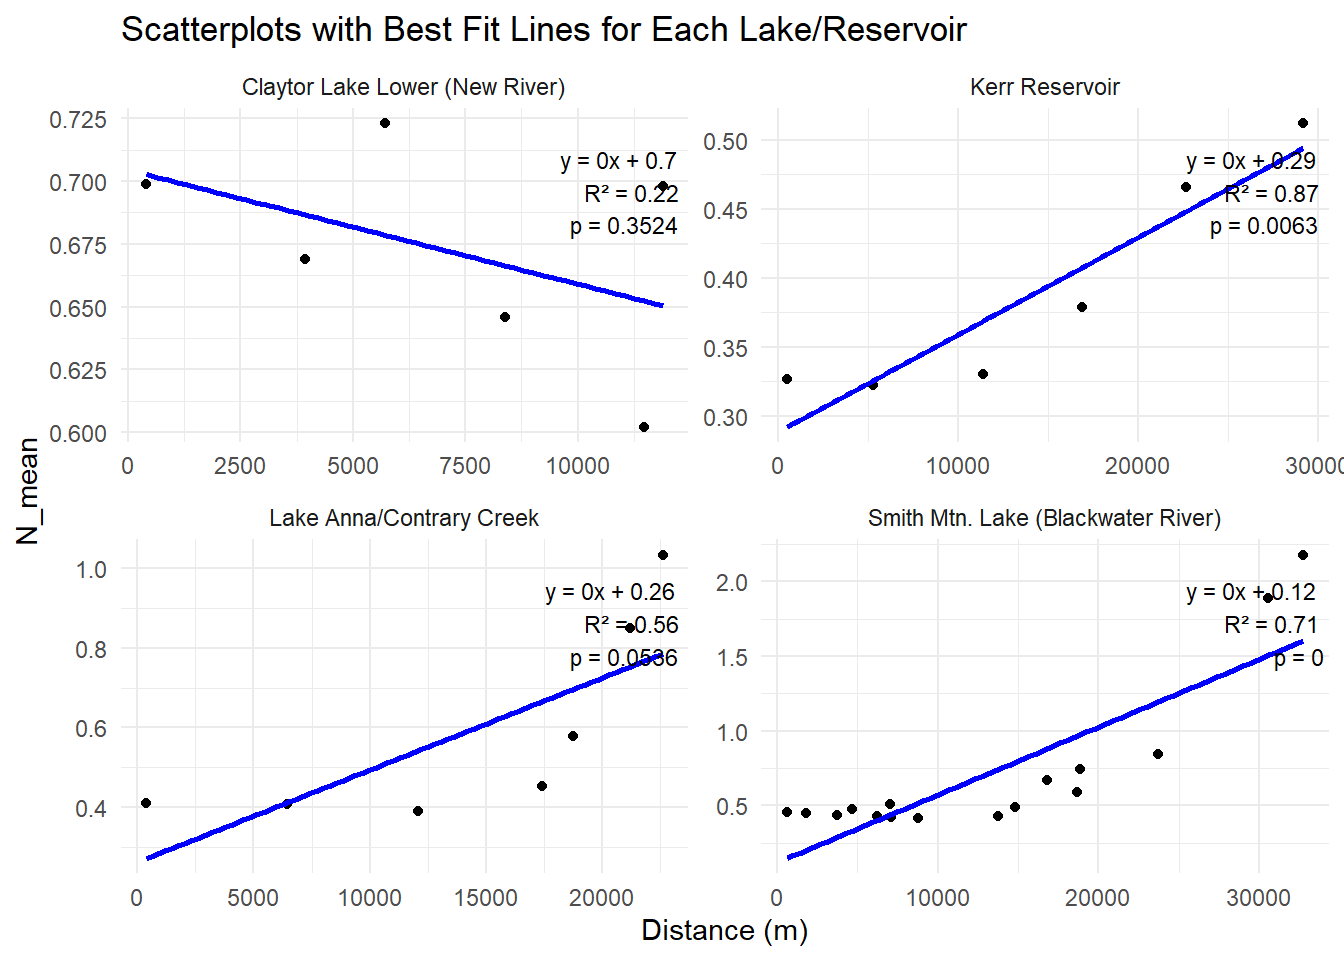 Scatterplots with Best Fit Lines for Each Lake/Reservoir
Claytor Lake Lower (New River)
0.725
0.700
0.675
0.650
0.625
0.600
y = 0x + 0.7
R² = 0.22
p = 0.3524
0 2500 5000 7500 10000
Kerr Reservoir
0.50
0.45
0.40
0.35
0.30
y = 0x + 0.29
R² = 0.87
p = 0.0063
0 10000 20000 30000
N_mean
Lake Anna/Contrary Creek
1.0
0.8
0.6
0.4
y = 0x + 0.26
R² = 0.56
p = 0.0536
0 5000 10000 15000 20000
Smith Mtn. Lake (Blackwater River)
2.0
1.5
1.0
0.5
y = 0x + 0.12
R² = 0.71
p = 0
0 10000 20000 30000
Distance (m)